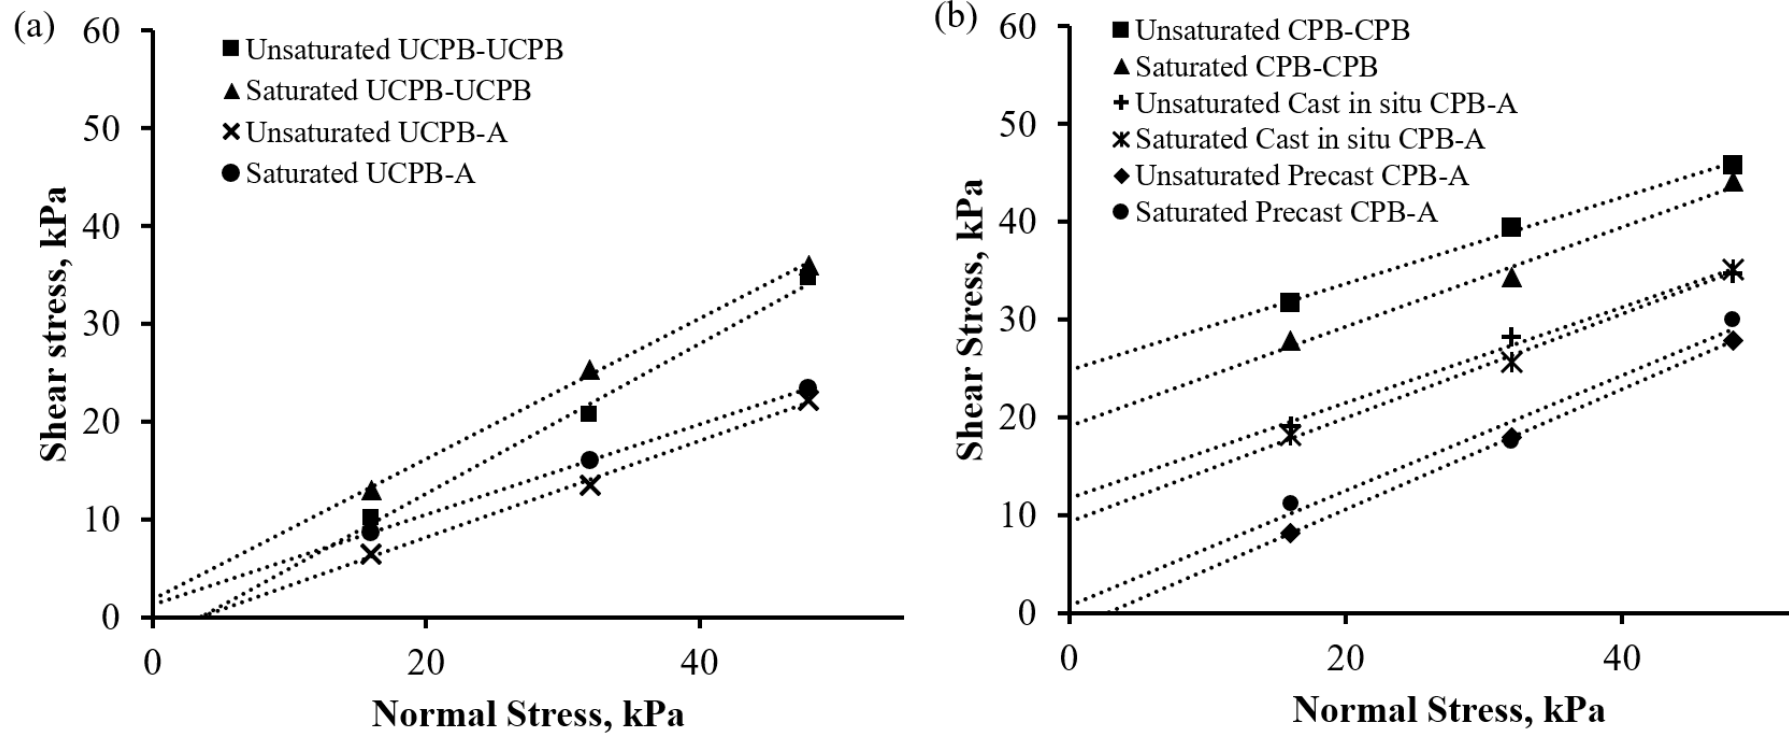 (a)
60
50
40
30
20
10
0
Shear stress, kPa
Unsaturated UCPB-UCPB
Saturated UCPB-UCPB
Unsaturated UCPB-A
Saturated UCPB-A
0 20 40
Normal Stress, kPa
(b)
60
50
40
30
20
10
0
Shear Stress, kPa
Unsaturated CPB-CPB
Saturated CPB-CPB
Unsaturated Cast in situ CPB-A
Saturated Cast in situ CPB-A
Unsaturated Precast CPB-A
Saturated Precast CPB-A
0 20 40
Normal Stress, kPa